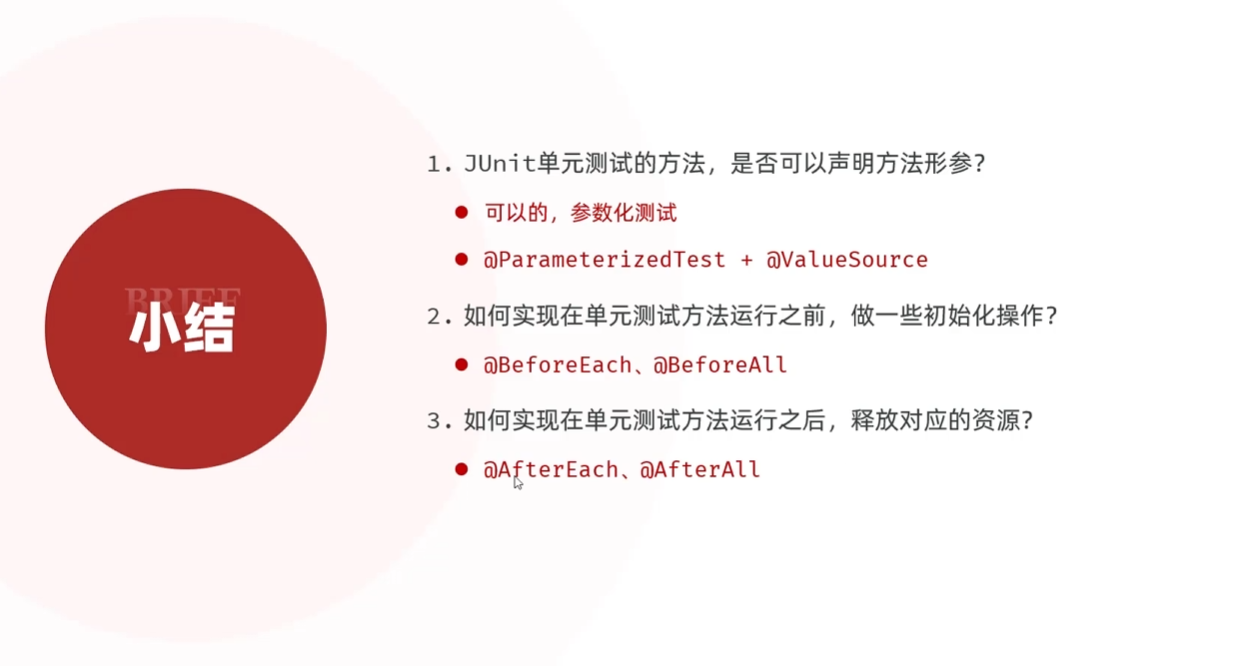 BRIEF
小结
1. JUnit单元测试的方法，是否可以声明方法形参？
● 可以的，参数化测试
● @ParameterizedTest + @ValueSource
2. 如何实现在单元测试方法运行之前，做一些初始化操作？
● @BeforeEach、@BeforeAll
3. 如何实现在单元测试方法运行之后，释放对应的资源？
● @AfterEach、@AfterAll